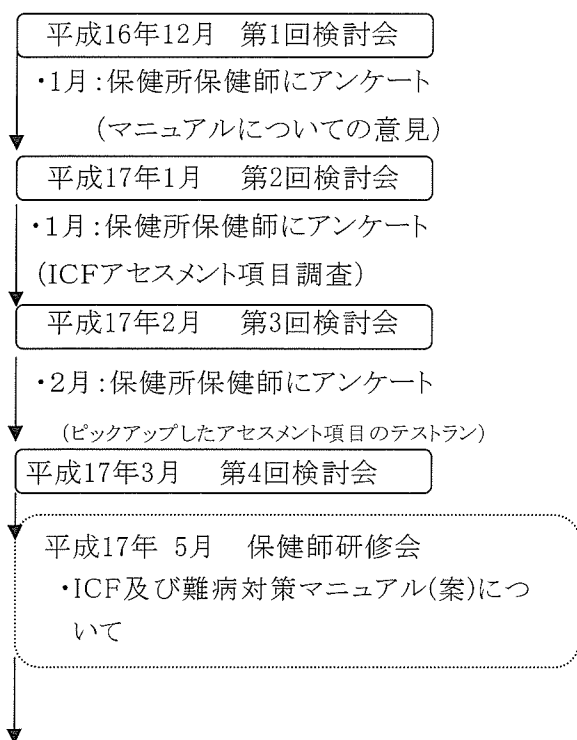 平成16年12月　第1回検討会
・1月:保健所保健師にアンケート
(マニュアルについての意見)
平成17年1月　第2回検討会
・1月:保健所保健師にアンケート
(ICFアセスメント項目調査)
平成17年2月　第3回検討会
・2月:保健所保健師にアンケート
(ピックアップしたアセスメント項目のテストラン)
平成17年3月　第4回検討会
平成17年 5月　保健師研修会
・ICF及び難病対策マニュアル(案)につ
いて